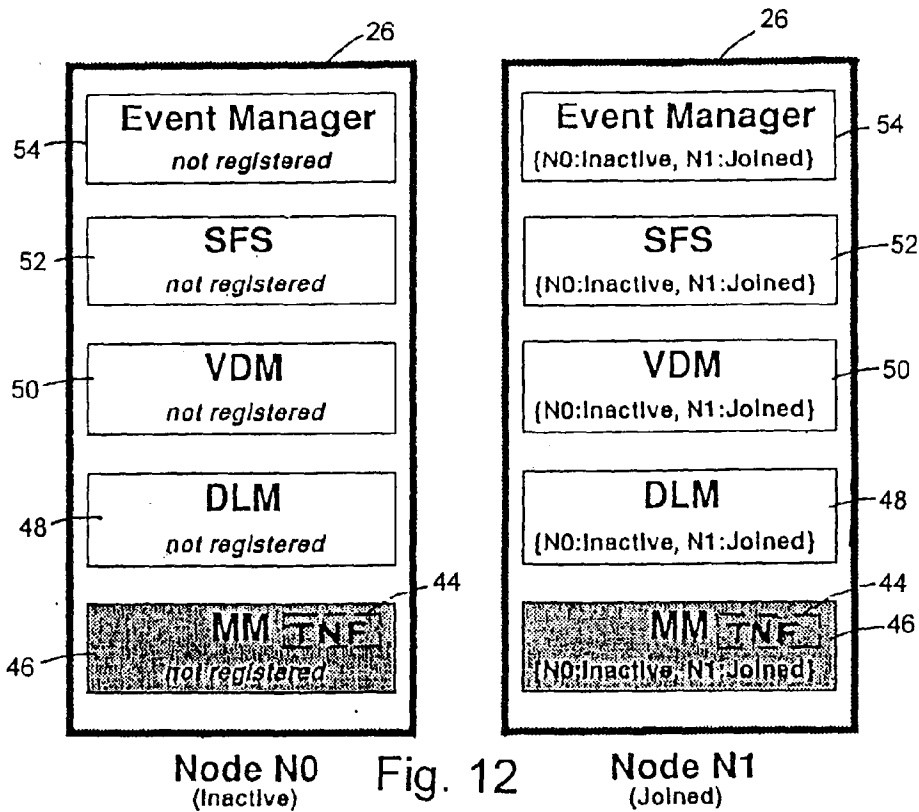 26
Event Manager
54
not registered
SFS
52
not registered
VDM
50
not registered
DLM
48
not registered
44
MM TNF
46
not registered
Node N0
(Inactive)
26
Event Manager
54
{N0:Inactive, N1:Joined}
SFS
52
{N0:Inactive, N1:Joined}
VDM
50
{N0:Inactive, N1:Joined}
DLM
48
{N0:Inactive, N1:Joined}
44
MM TNF
46
{N0:Inactive, N1:Joined}
Node N1
(Joined)
Fig. 12